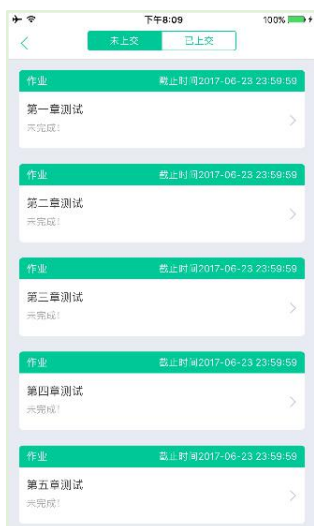 下午8:09
100%
未上交
已上交
作业
截止时间2017-06-23 23:59:59
第一章测试
未完成!
作业
截止时间2017-06-23 23:59:59
第二章测试
未完成!
作业
截止时间2017-06-23 23:59:59
第三章测试
未完成!
作业
截止时间2017-06-23 23:59:59
第四章测试
未完成!
作业
截止时间2017-06-23 23:59:59
第五章测试
未完成!